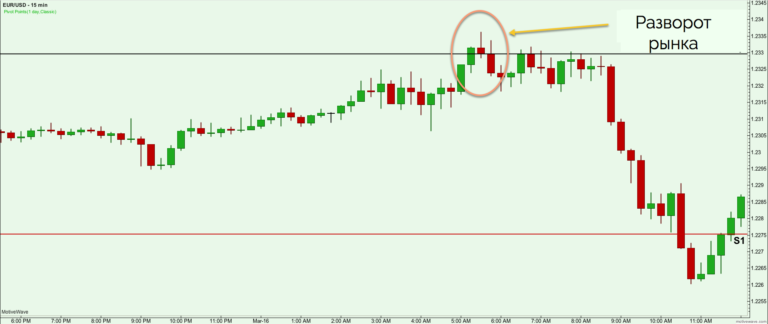 EUR/USD - 15 min
Pivot Points(1 day,Classic)
Разворот
рынка
1.2345
1.234
1.2335
1.233
1.2325
1.232
1.2315
1.231
1.2305
1.23
1.2295
1.229
1.2285
1.228
1.2275
1.227
1.2265
1.226
1.2255
S1
MotiveWave
6:00 PM 7:00 PM 8:00 PM 9:00 PM 10:00 PM 11:00 PM Mar-16 1:00 AM 2:00 AM 3:00 AM 4:00 AM 5:00 AM 6:00 AM 7:00 AM 8:00 AM 9:00 AM 10:00 AM 11:00 AM